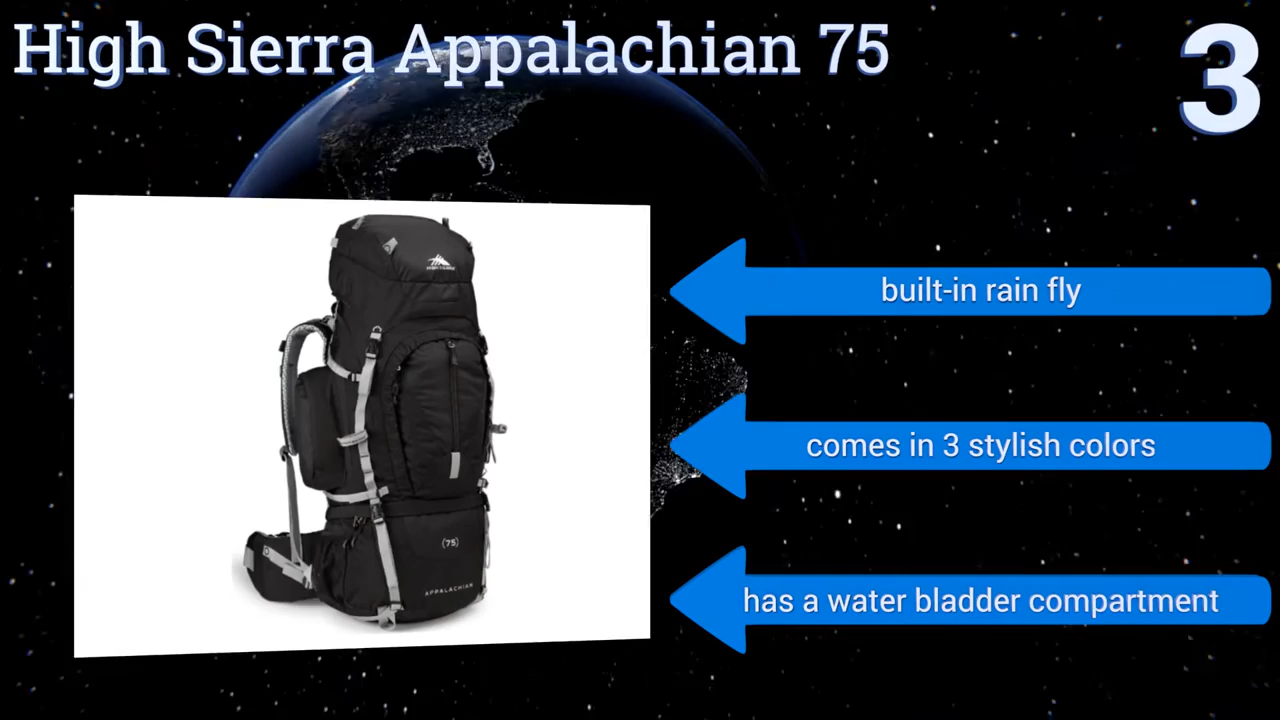 High Sierra Appalachian 75
3
built-in rain fly
comes in 3 stylish colors
has a water bladder compartment
(75)
APPALACHIAN